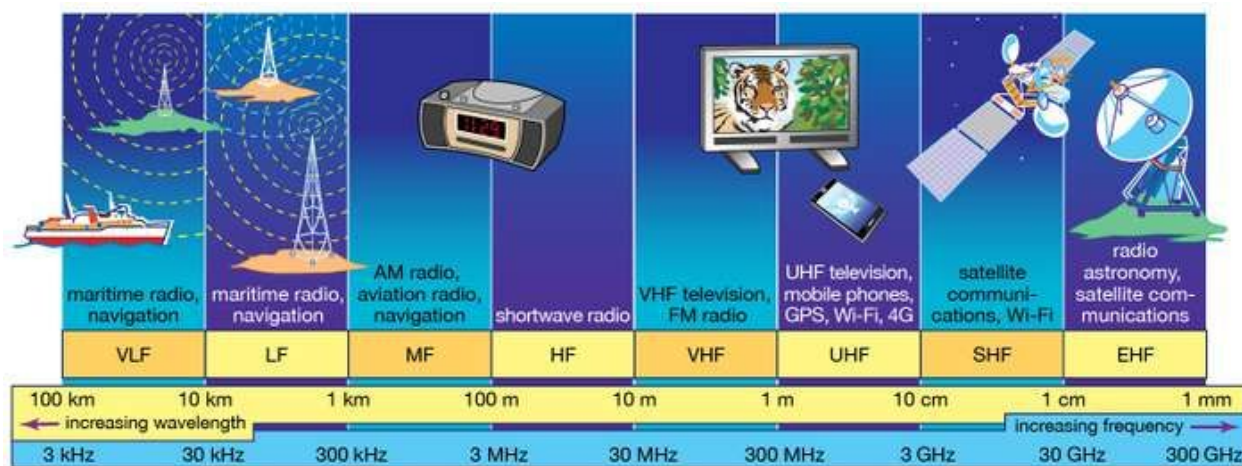 11:29
maritime radio,
navigation
maritime radio,
navigation
AM radio,
aviation radio,
navigation
shortwave radio
VHF television,
FM radio
UHF television,
mobile phones,
GPS, Wi-Fi, 4G
satellite
communi-
cations, Wi-Fi
radio
astronomy,
satellite com-
munications
VLF LF MF HF VHF UHF SHF EHF
100 km 10 km 1 km 100 m 10 m 1 m 10 cm 1 cm 1 mm
increasing wavelength increasing frequency
3 kHz 30 kHz 300 kHz 3 MHz 30 MHz 300 MHz 3 GHz 30 GHz 300 GHz